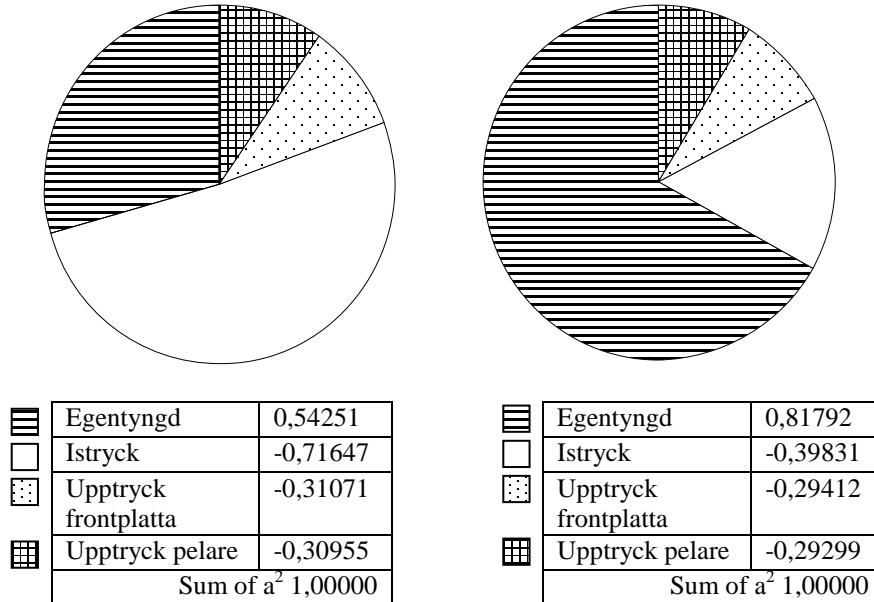 Egentyngd 0,54251
Istryck -0,71647
Upptryck -0,31071
frontplatta
Upptryck pelare -0,30955
Sum of a² 1,00000
Egentyngd 0,81792
Istryck -0,39831
Upptryck -0,29412
frontplatta
Upptryck pelare -0,29299
Sum of a² 1,00000